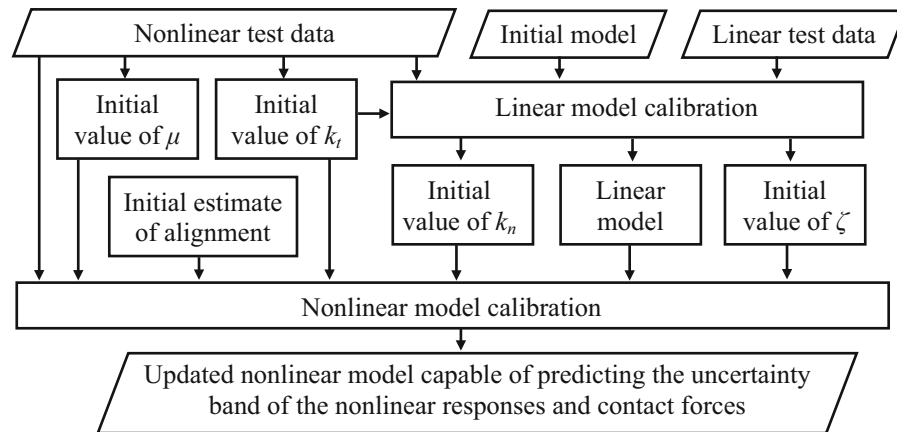 Nonlinear test data
Initial model
Linear test data
Initial
value of μ
Initial
value of kt
Linear model calibration
Initial estimate
of alignment
Initial
value of kn
Linear
model
Initial
value of ζ
Nonlinear model calibration
Updated nonlinear model capable of predicting the uncertainty
band of the nonlinear responses and contact forces